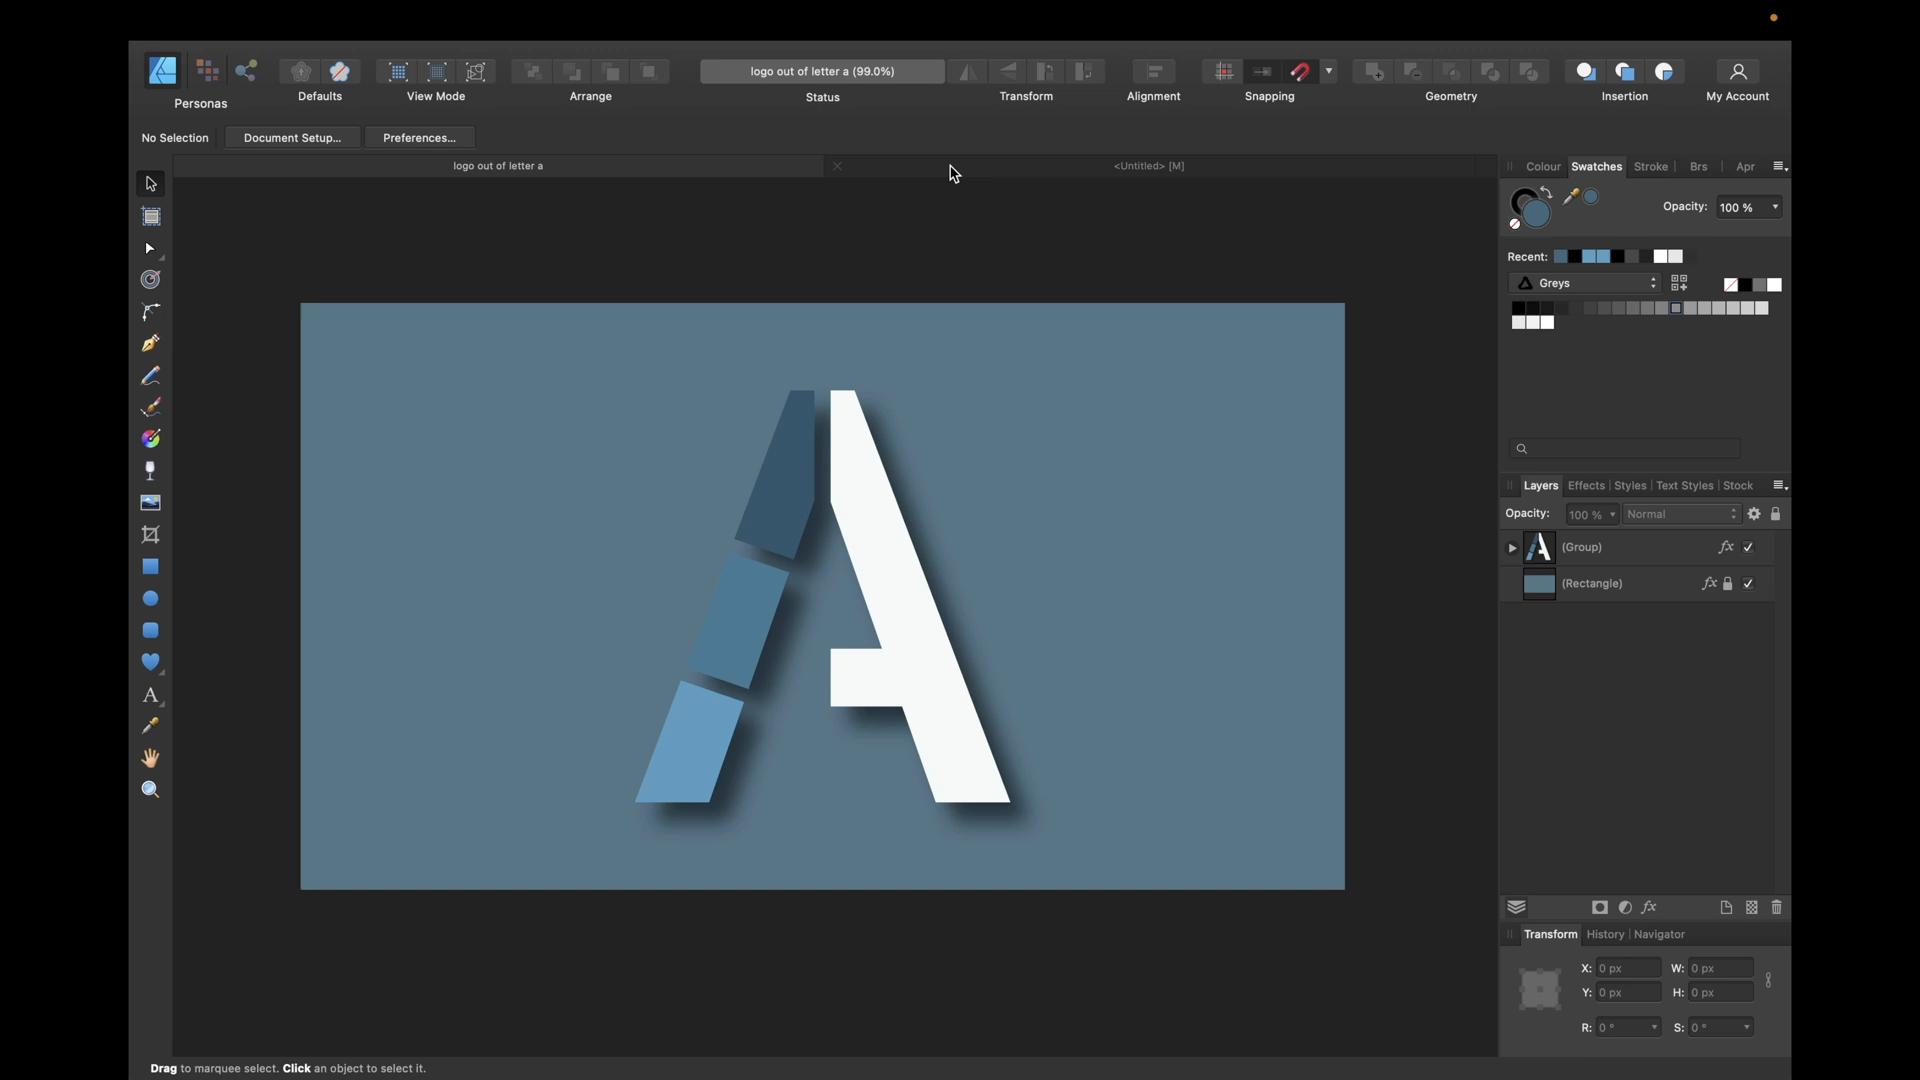 logo out of letter a (99.0%)
Personas
Defaults
View Mode
Arrange
Status
Transform
Alignment
Snapping
Geometry
Insertion
My Account
No Selection
Document Setup...
Preferences...
logo out of letter a
<Untitled> [M]
Colour
Swatches
Stroke
Brs
Apr
Opacity:
100 %
Recent:
Greys
A
Layers
Effects
Styles
Text Styles
Stock
Opacity:
100 %
Normal
(Group)
fx
(Rectangle)
fx
A
fx
Transform
History
Navigator
X:
0 px
W:
0 px
Y:
0 px
H:
0 px
R:
0 °
S:
0 °
Drag to marquee select. Click an object to select it.